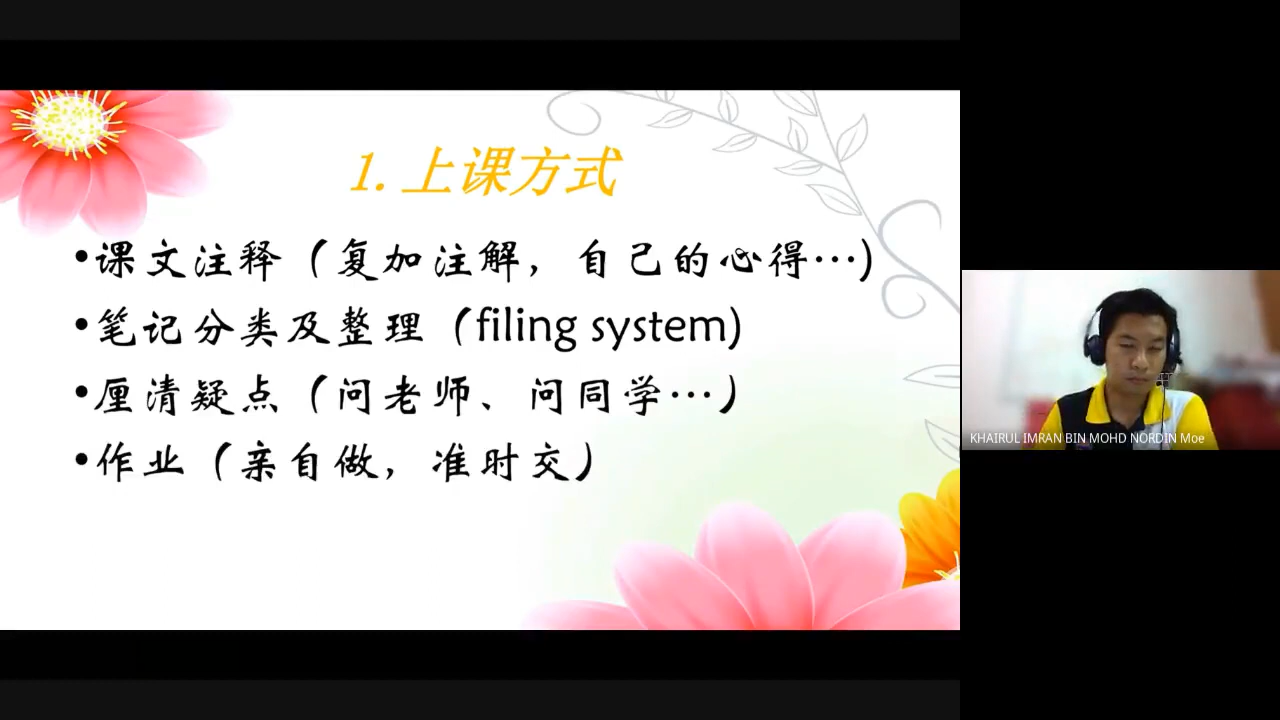 1. 上课方式
•课文注释（复加注解，自己的心得…)
•笔记分类及整理（filing system)
•厘清疑点（问老师、问同学…）
•作业（亲自做，准时交）
KHAIRUL IMRAN BIN MOHD NORDIN Moe